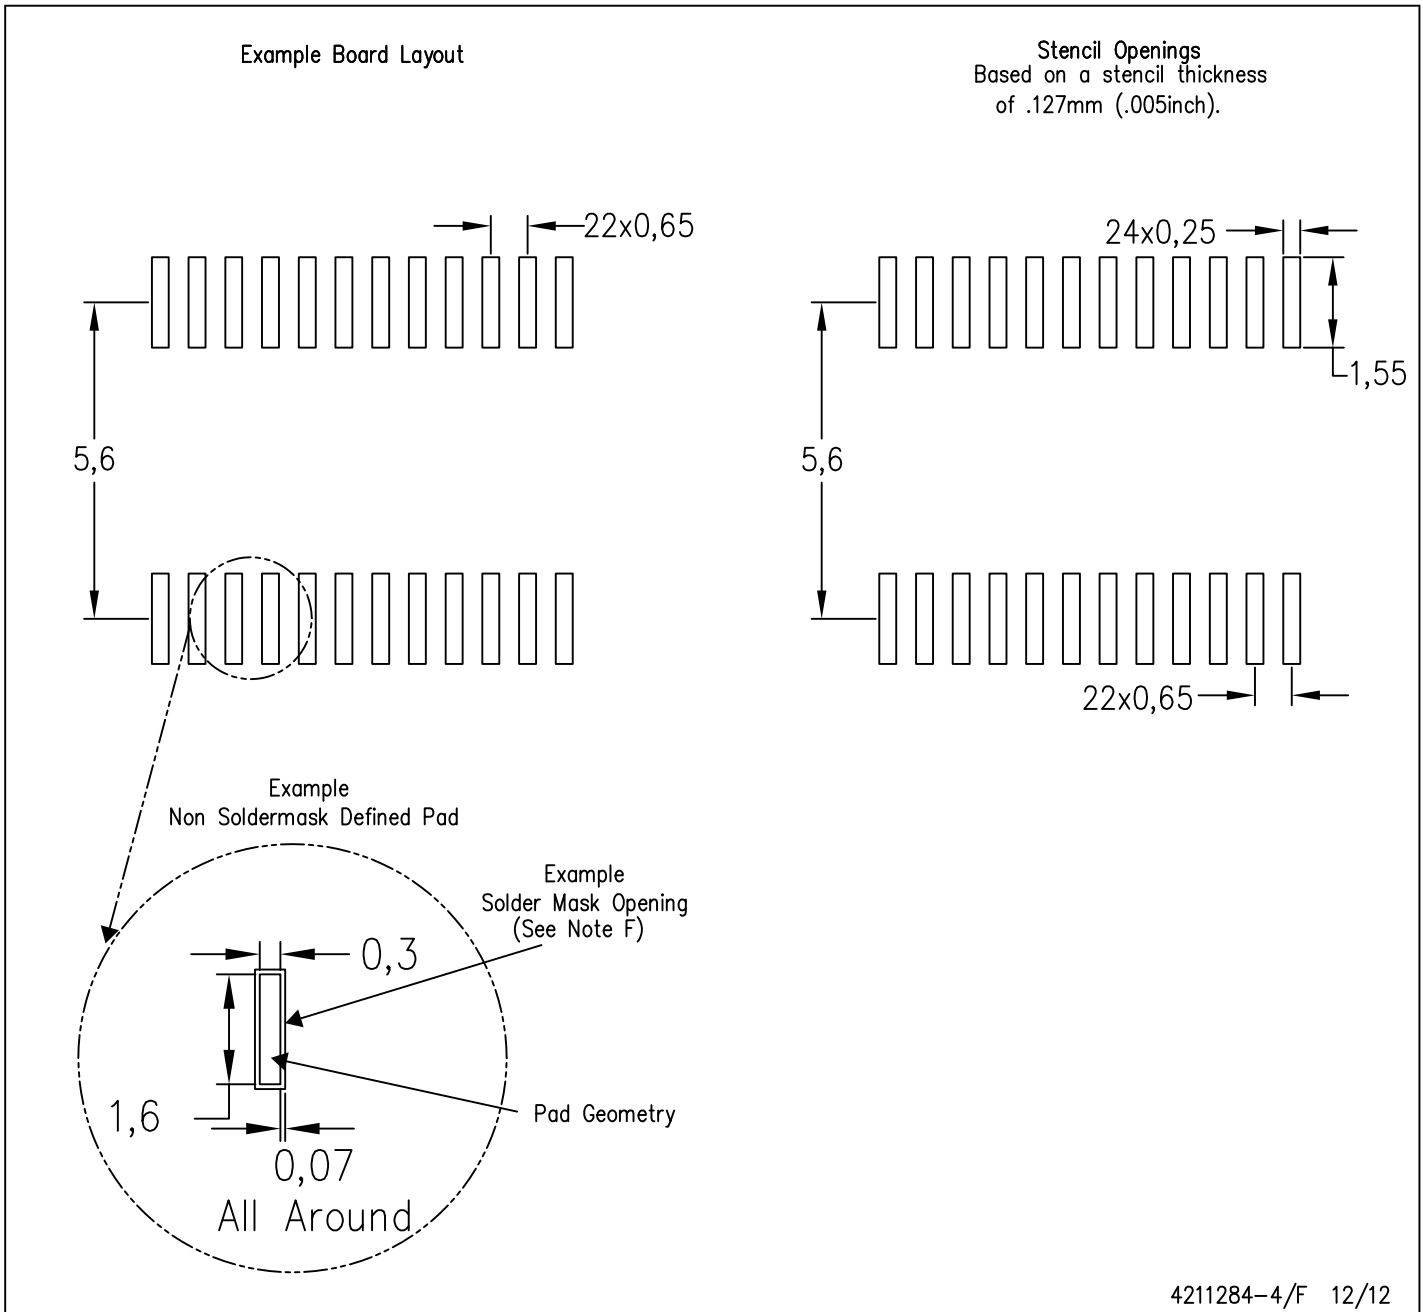 Example Board Layout
Stencil Openings
Based on a stencil thickness
of .127mm (.005inch).
22x0,65
24x0,25
1,55
5,6
5,6
22x0,65
Example
Non Soldermask Defined Pad
Example
Solder Mask Opening
(See Note F)
0,3
1,6
Pad Geometry
0,07
All Around
4211284-4/F 12/12